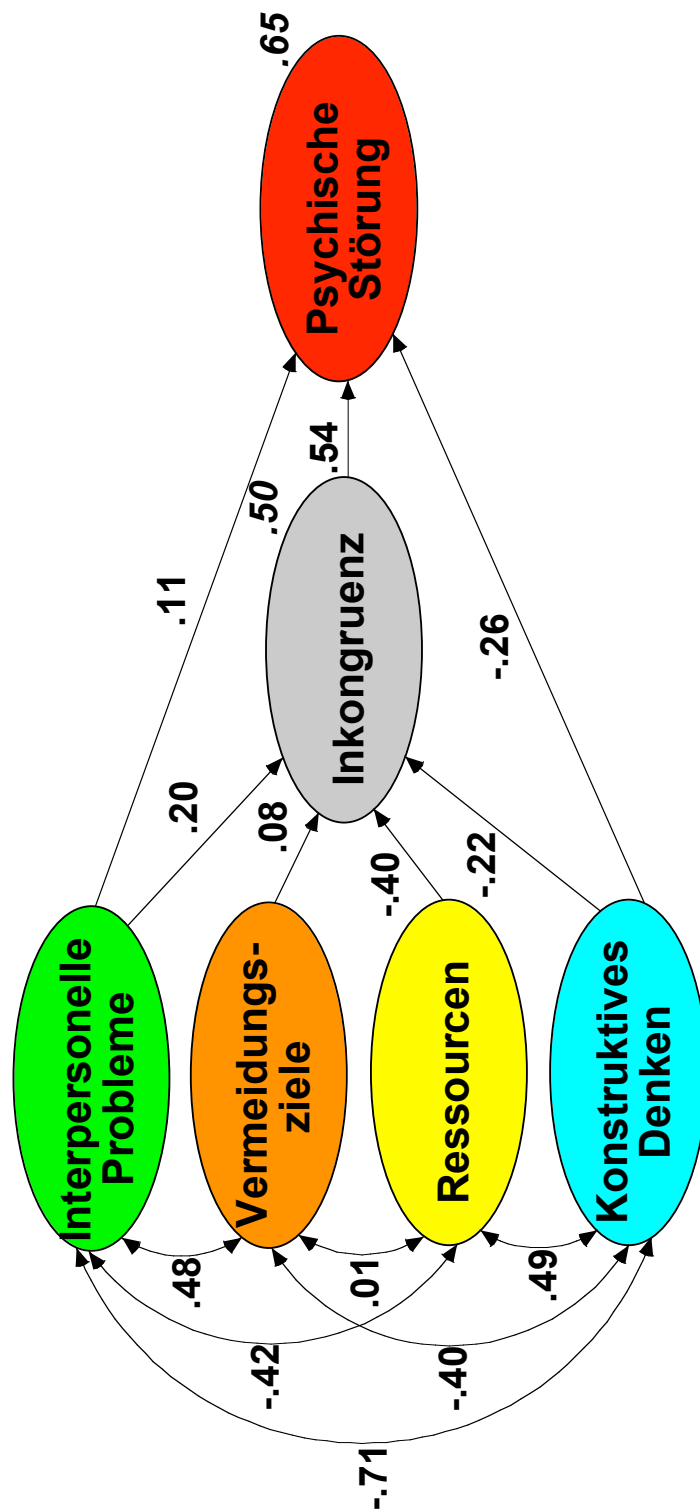 Interpersonelle
Probleme
Vermeidungs-
ziele
Ressourcen
Konstruktives
Denken
Inkongruenz
Psychische
Störung
.48
-.42
-.71
.01
-.40
.49
.11
.20
.08
-.40
-.22
-.26
.50
.54
.65